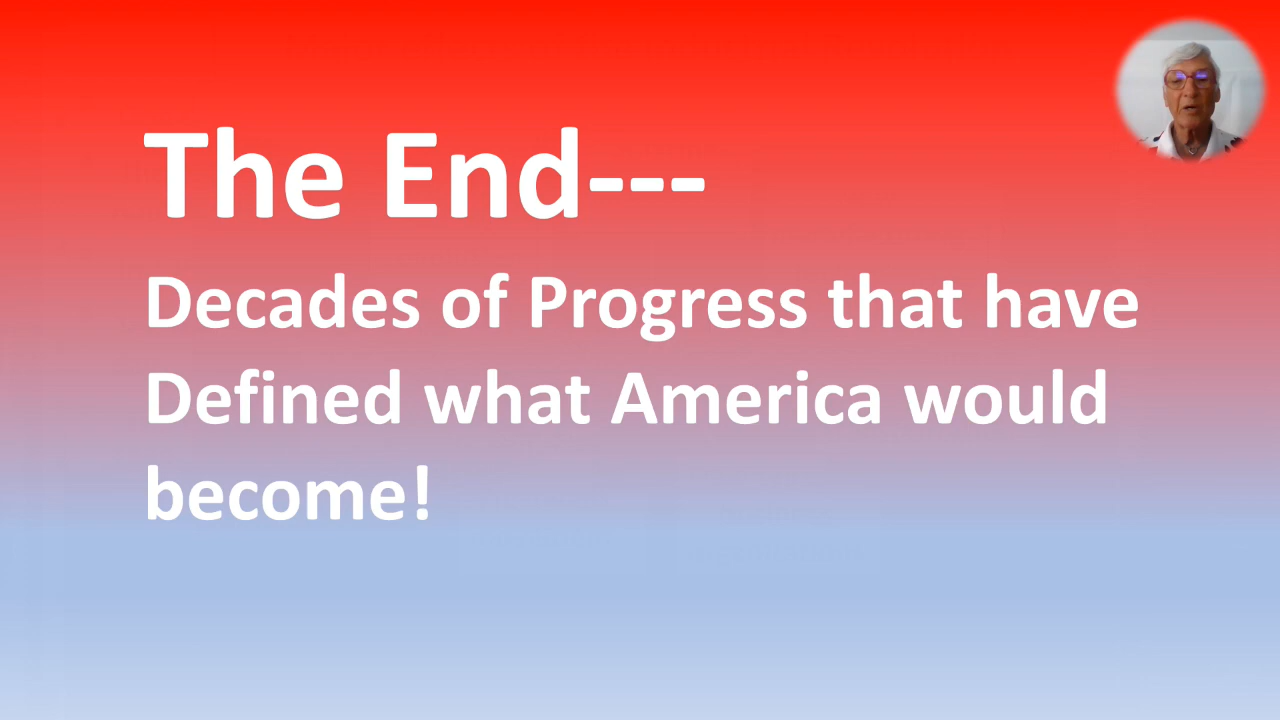 The End---
Decades of Progress that have
Defined what America would
become!